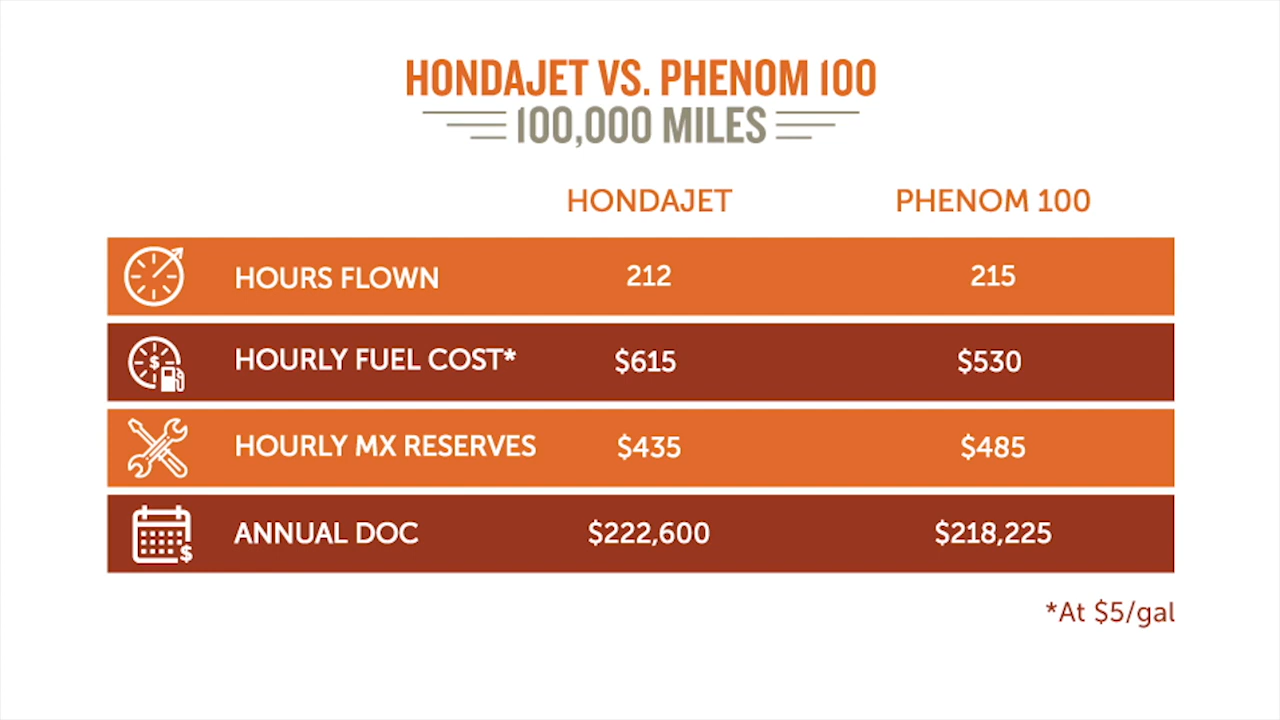 HONDAJET VS. PHENOM 100
100,000 MILES
HONDAJET PHENOM 100
HOURS FLOWN 212 215
HOURLY FUEL COST* $615 $530
HOURLY MX RESERVES $435 $485
ANNUAL DOC $222,600 $218,225
*At $5/gal